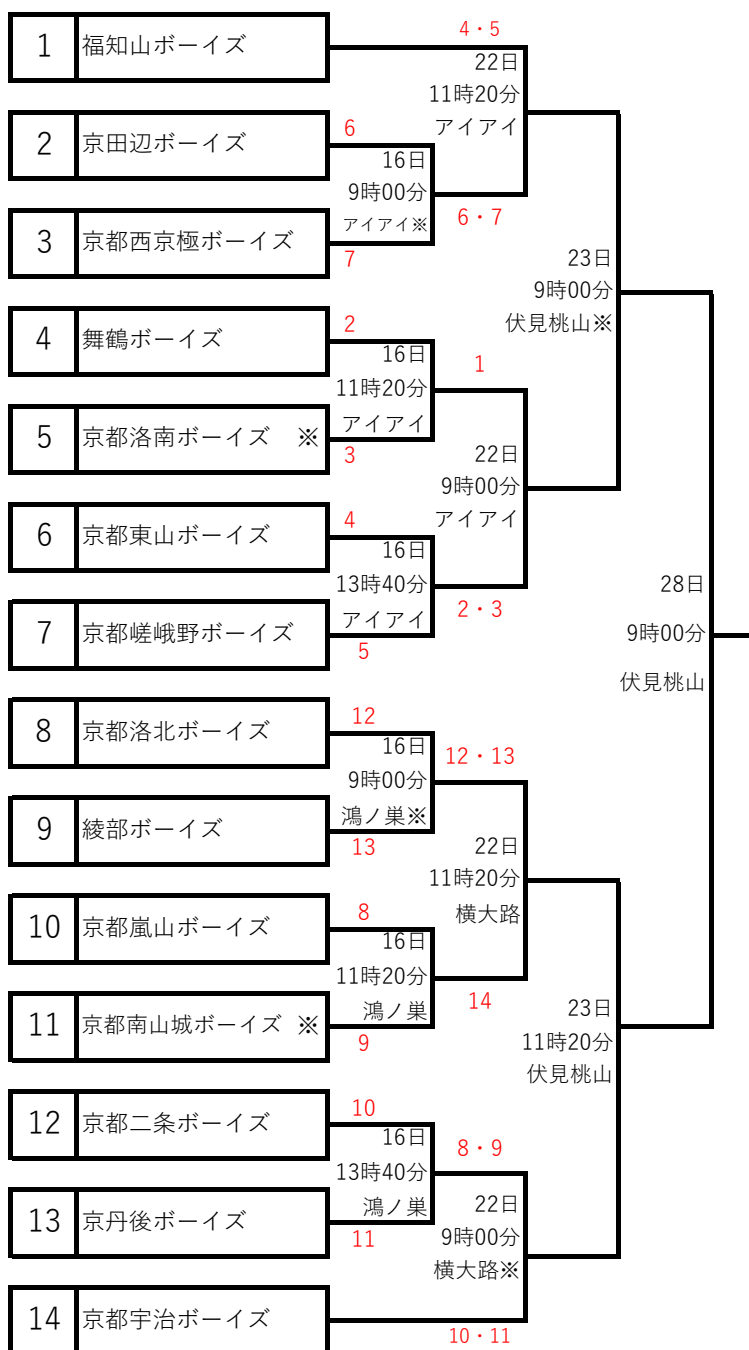 1 福知山ボーイズ
2 京田辺ボーイズ
3 京都西京極ボーイズ
4 舞鶴ボーイズ
5 京都洛南ボーイズ ※
6 京都東山ボーイズ
7 京都嵯峨野ボーイズ
8 京都洛北ボーイズ
9 綾部ボーイズ
10 京都嵐山ボーイズ
11 京都南山城ボーイズ ※
12 京都二条ボーイズ
13 京丹後ボーイズ
14 京都宇治ボーイズ
6
16日
9時00分
アイアイ※
7
2
16日
11時20分
アイアイ
3
4
16日
13時40分
アイアイ
5
12
16日
9時00分
鴻ノ巣※
13
8
16日
11時20分
鴻ノ巣
9
10
16日
13時40分
鴻ノ巣
11
4・5
22日
11時20分
アイアイ
6・7
1
22日
9時00分
アイアイ
2・3
12・13
22日
11時20分
横大路
14
8・9
22日
9時00分
横大路※
10・11
23日
9時00分
伏見桃山※
23日
11時20分
伏見桃山
28日
9時00分
伏見桃山